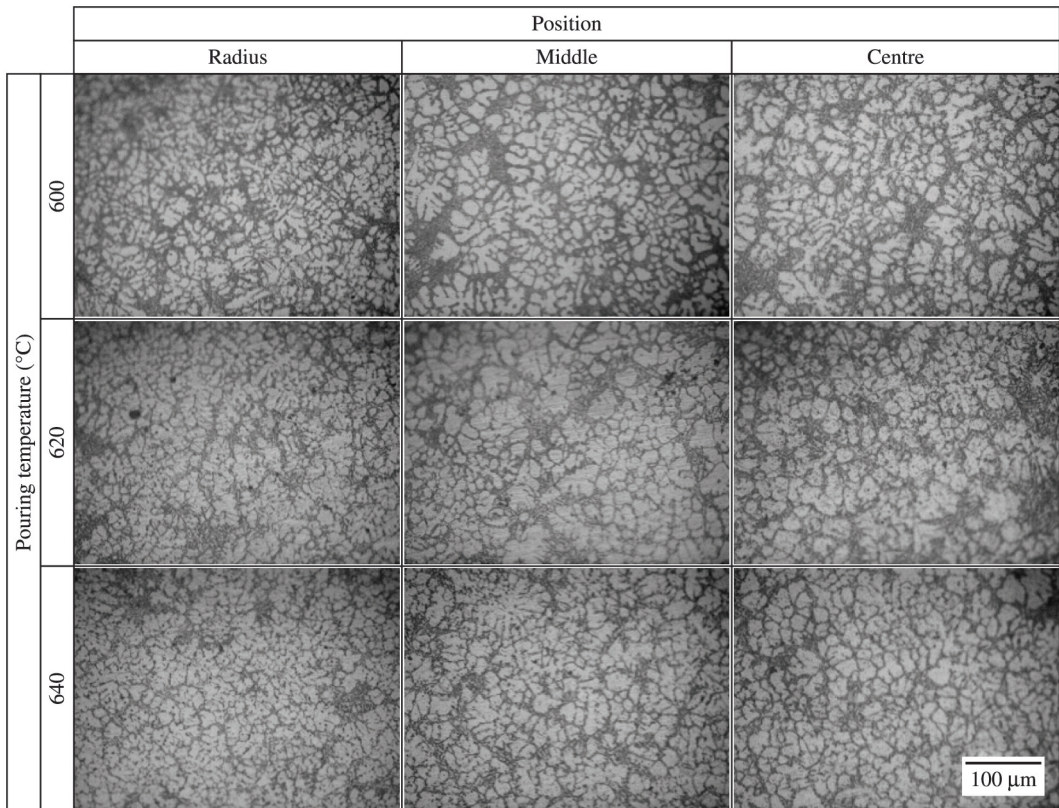 Position
Radius
Middle
Centre
Pouring temperature (°C)
600
620
640
100 μm